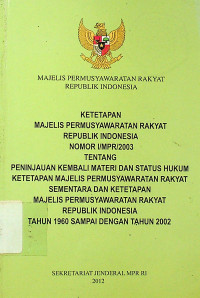 MAJELIS PERMUSYAWARATAN RAKYAT
REPUBLIK INDONESIA
KETETAPAN
MAJELIS PERMUSYAWARATAN RAKYAT
REPUBLIK INDONESIA
NOMOR I/MPR/2003
TENTANG
PENINJAUAN KEMBALI MATERI DAN STATUS HUKUM
KETETAPAN MAJELIS PERMUSYAWARATAN RAKYAT
SEMENTARA DAN KETETAPAN
MAJELIS PERMUSYAWARATAN RAKYAT
REPUBLIK INDONESIA
TAHUN 1960 SAMPAI DENGAN TAHUN 2002
SEKRETARIAT JENDERAL MPR RI
2012